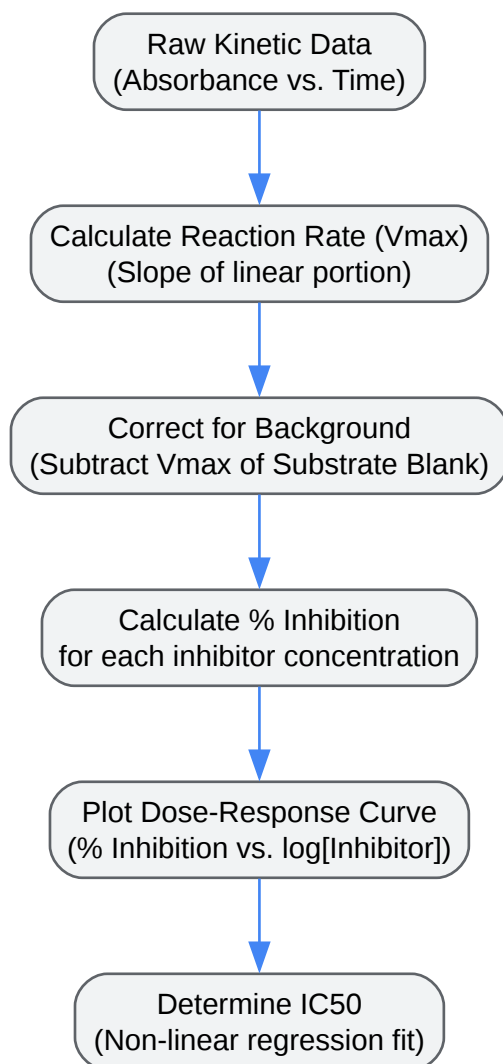 Raw Kinetic Data
(Absorbance vs. Time)
Calculate Reaction Rate (Vmax)
(Slope of linear portion)
Correct for Background
(Subtract Vmax of Substrate Blank)
Calculate % Inhibition
for each inhibitor concentration
Plot Dose-Response Curve
(% Inhibition vs. log[Inhibitor])
Determine IC50
(Non-linear regression fit)